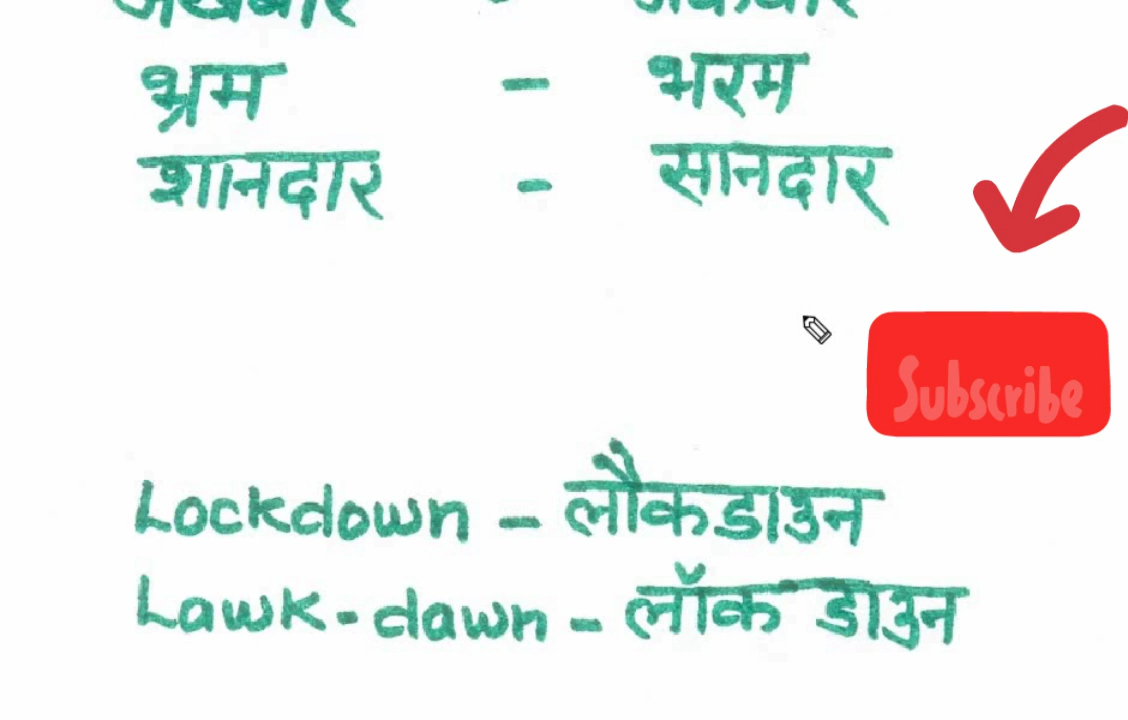 भ्रम - भरम
शानदार - सानदार
Subscribe
Lockdown - लौकडाउन
Lawk-dawn - लॉक डाउन